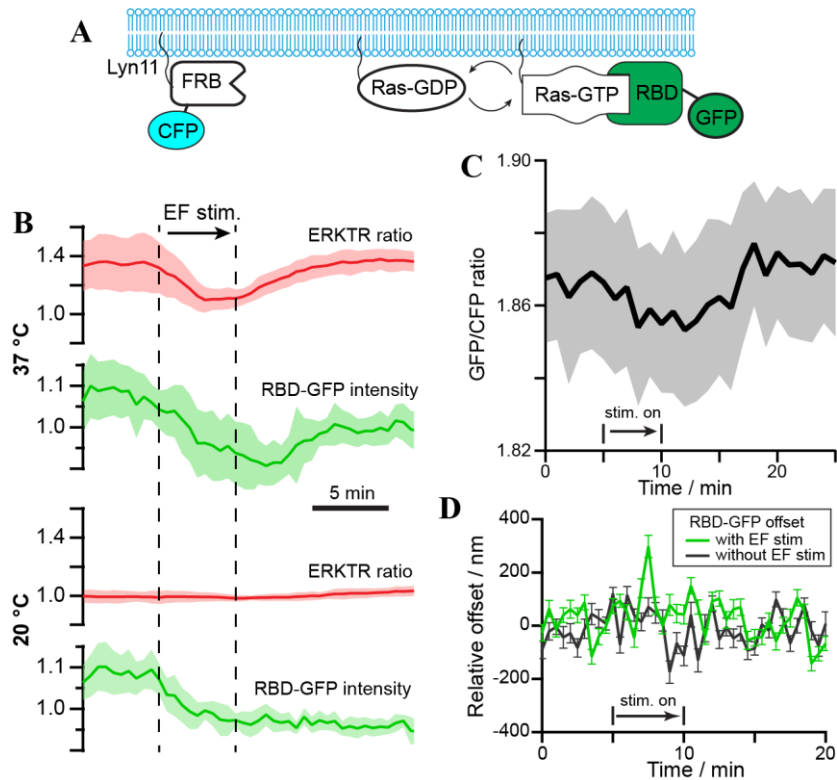 A
Lyn11
FRB
CFP
Ras-GDP
Ras-GTP
RBD
GFP
B
EF stim.
37 °C
1.4
1.0
ERKTR ratio
1.1
1.0
RBD-GFP intensity
5 min
20 °C
1.4
1.0
ERKTR ratio
1.1
1.0
RBD-GFP intensity
C
GFP/CFP ratio
1.90
1.86
1.82
stim. on
0
10
20
Time / min
D
Relative offset / nm
400
200
0
-200
-400
RBD-GFP offset
with EF stim
without EF stim
stim. on
0
10
20
Time / min